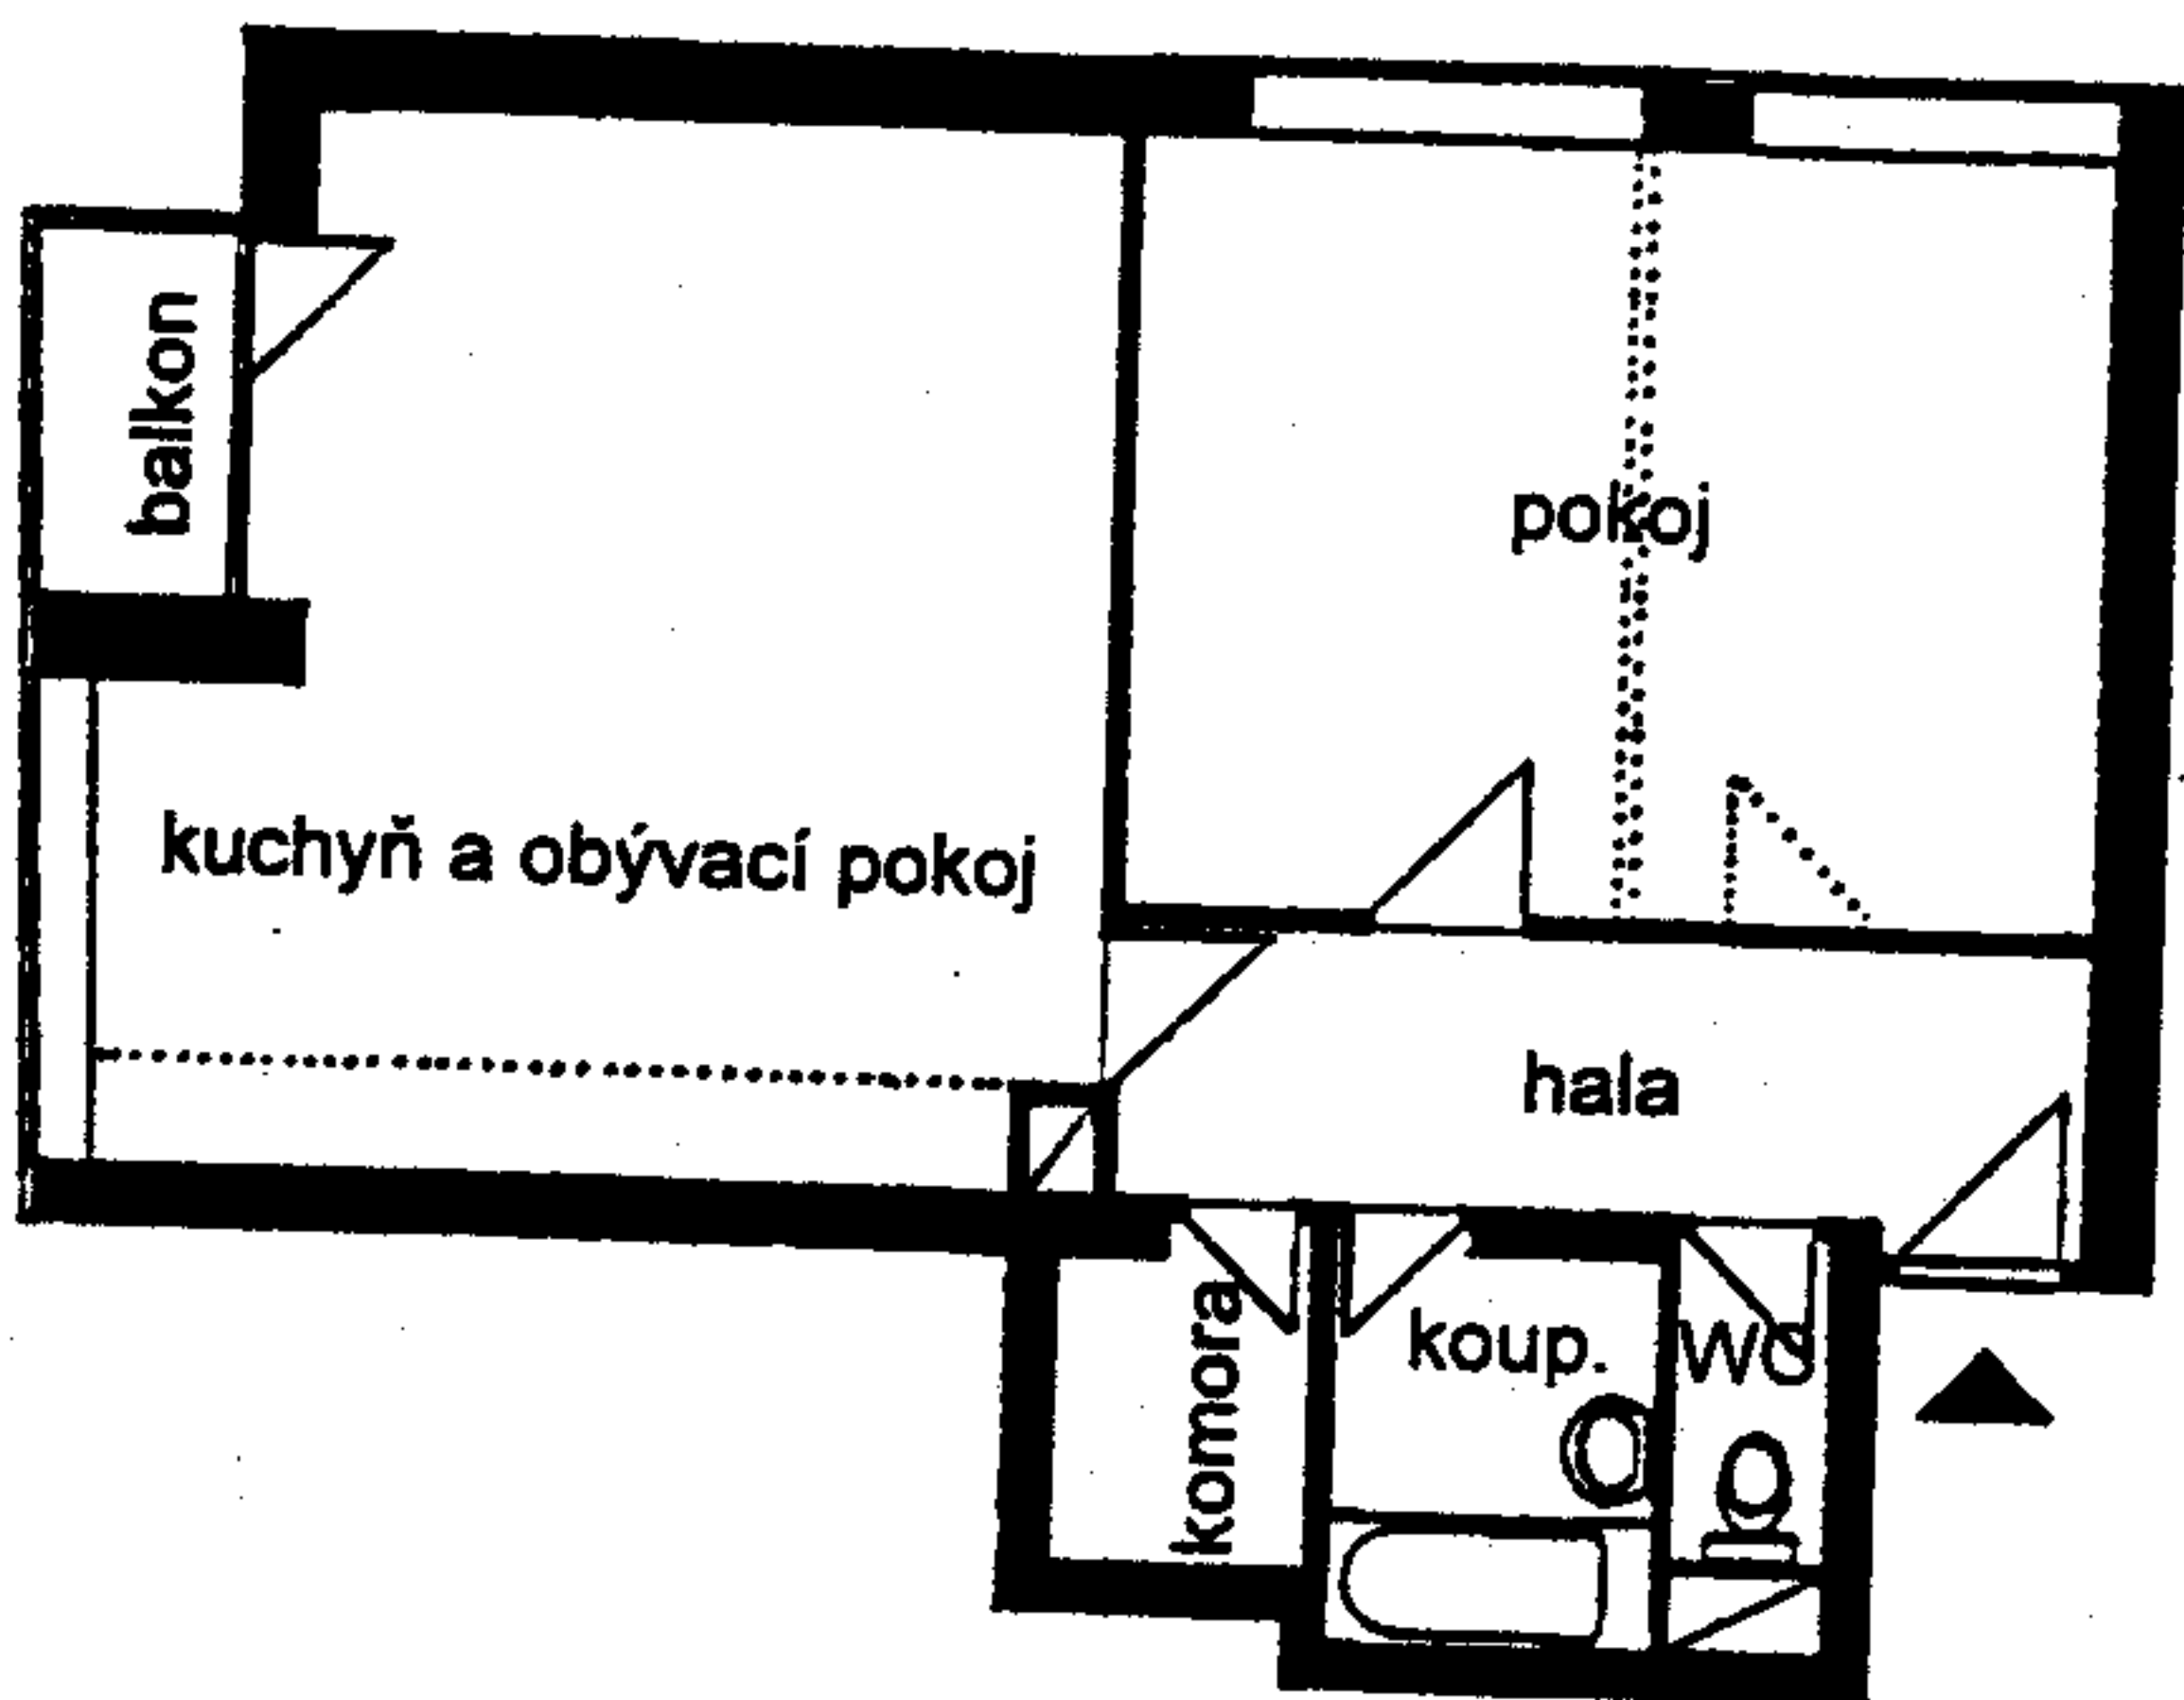 balkon
pokoj
kuchyň a obývací pokoj
hala
komora
koup.
WC